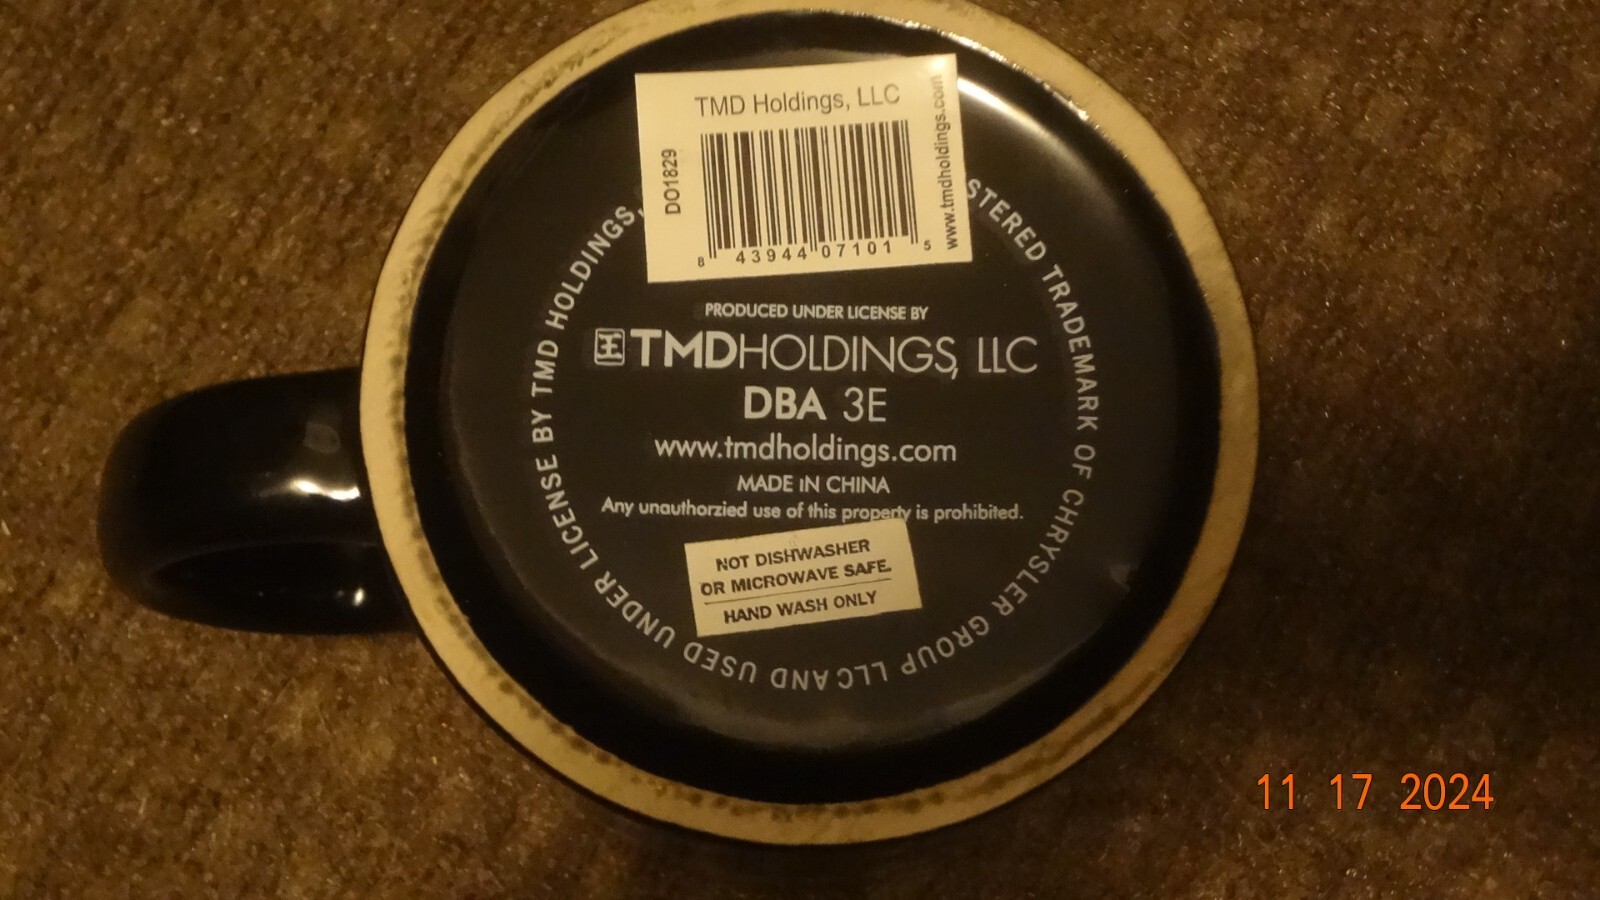 TMD Holdings, LLC
DO1829
www.tmdholdings.com
8 43944 07101 5
STERED TRADEMARK OF CHRYSLER GROUP LLC AND USED UNDER LICENSE BY TMD HOLDINGS,
PRODUCED UNDER LICENSE BY
王 TMDHOLDINGS, LLC
DBA 3E
www.tmdholdings.com
MADE IN CHINA
Any unauthorzied use of this property is prohibited.
NOT DISHWASHER
OR MICROWAVE SAFE.
HAND WASH ONLY
11 17 2024